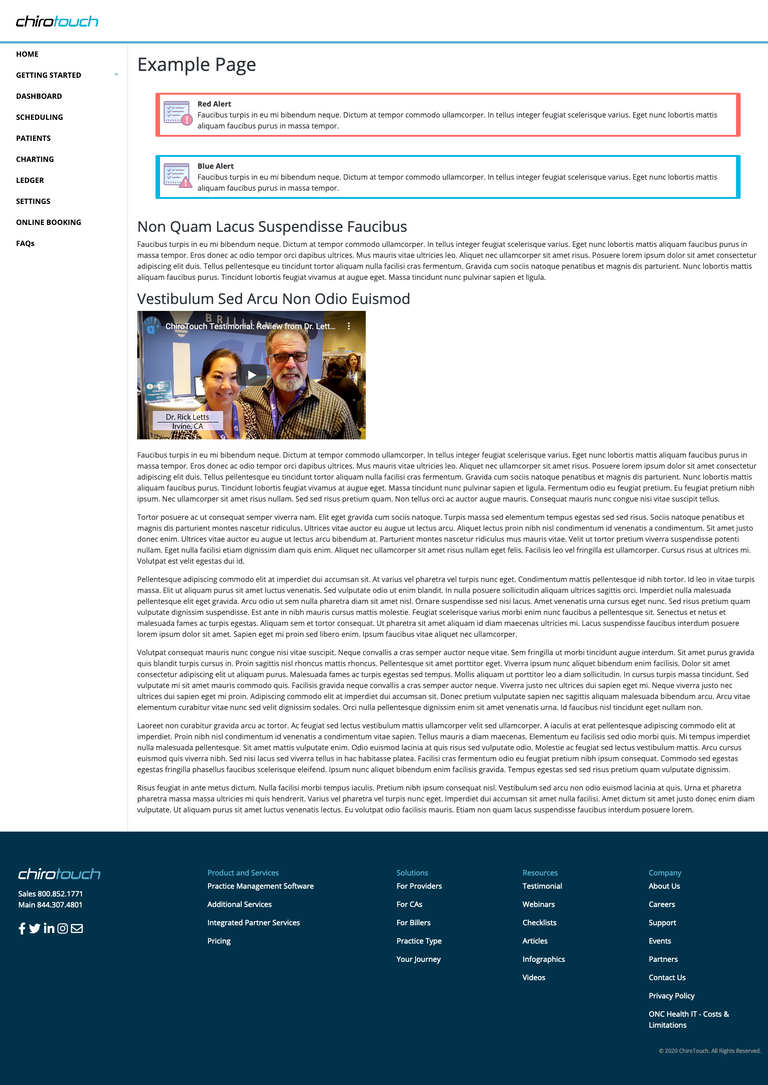 chirotouch
HOME
GETTING STARTED
DASHBOARD
SCHEDULING
PATIENTS
CHARTING
LEDGER
SETTINGS
ONLINE BOOKING
FAQs
Example Page
Red Alert
Faucibus turpis in eu mi bibendum neque. Dictum at tempor commodo ullamcorper. In tellus integer feugiat scelerisque varius. Eget nunc lobortis mattis
aliquam faucibus purus in massa tempor.
Blue Alert
Faucibus turpis in eu mi bibendum neque. Dictum at tempor commodo ullamcorper. In tellus integer feugiat scelerisque varius. Eget nunc lobortis mattis
aliquam faucibus purus in massa tempor.
Non Quam Lacus Suspendisse Faucibus
Faucibus turpis in eu mi bibendum neque. Dictum at tempor commodo ullamcorper. In tellus integer feugiat scelerisque varius. Eget nunc lobortis mattis aliquam faucibus purus in
massa tempor. Eros donec ac odio tempor orci dapibus ultrices. Mus mauris vitae ultricies leo. Aliquet nec ullamcorper sit amet risus. Posuere lorem ipsum dolor sit amet consectetur
adipiscing elit duis. Tellus pellentesque eu tincidunt tortor aliquam nulla facilisi cras fermentum. Gravida cum sociis natoque penatibus et magnis dis parturient. Nunc lobortis mattis
aliquam faucibus purus. Tincidunt lobortis feugiat vivamus at augue eget. Massa tincidunt nunc pulvinar sapien et ligula.
Vestibulum Sed Arcu Non Odio Euismod
BRILLIA
ChiroTouch Testimonial: Review from Dr. Lett...
Dr. Rick Letts
Irvine, CA
Faucibus turpis in eu mi bibendum neque. Dictum at tempor commodo ullamcorper. In tellus integer feugiat scelerisque varius. Eget nunc lobortis mattis aliquam faucibus purus in
massa tempor. Eros donec ac odio tempor orci dapibus ultrices. Mus mauris vitae ultricies leo. Aliquet nec ullamcorper sit amet risus. Posuere lorem ipsum dolor sit amet consectetur
adipiscing elit duis. Tellus pellentesque eu tincidunt tortor aliquam nulla facilisi cras fermentum. Gravida cum sociis natoque penatibus et magnis dis parturient. Nunc lobortis mattis
aliquam faucibus purus. Tincidunt lobortis feugiat vivamus at augue eget. Massa tincidunt nunc pulvinar sapien et ligula. Fermentum odio eu feugiat pretium. Eu feugiat pretium nibh
ipsum. Nec ullamcorper sit amet risus nullam. Sed sed risus pretium quam. Non tellus orci ac auctor augue mauris. Consequat mauris nunc congue nisi vitae suscipit tellus.
Tortor posuere ac ut consequat semper viverra nam. Elit eget gravida cum sociis natoque. Turpis massa sed elementum tempus egestas sed sed risus. Sociis natoque penatibus et
magnis dis parturient montes nascetur ridiculus. Ultrices vitae auctor eu augue ut lectus arcu. Aliquet lectus proin nibh nisl condimentum id venenatis a condimentum. Sit amet justo
donec enim. Ultrices vitae auctor eu augue ut lectus arcu bibendum at. Parturient montes nascetur ridiculus mus mauris vitae. Velit ut tortor pretium viverra suspendisse potenti
nullam. Eget nulla facilisi etiam dignissim diam quis enim. Aliquet nec ullamcorper sit amet risus nullam eget felis. Facilisis leo vel fringilla est ullamcorper. Cursus risus at ultrices mi.
Volutpat est velit egestas dui id.
Pellentesque adipiscing commodo elit at imperdiet dui accumsan sit. At varius vel pharetra vel turpis nunc eget. Condimentum mattis pellentesque id nibh tortor. Id leo in vitae turpis
massa. Elit ut aliquam purus sit amet luctus venenatis. Sed vulputate odio ut enim blandit. In nulla posuere sollicitudin aliquam ultrices sagittis orci. Imperdiet nulla malesuada
pellentesque elit eget gravida. Arcu odio ut sem nulla pharetra diam sit amet nisl. Ornare suspendisse sed nisi lacus. Amet venenatis urna cursus eget nunc. Sed risus pretium quam
vulputate dignissim suspendisse. Est ante in nibh mauris cursus mattis molestie. Feugiat scelerisque varius morbi enim nunc faucibus a pellentesque sit. Senectus et netus et
malesuada fames ac turpis egestas. Aliquam sem et tortor consequat. Ut pharetra sit amet aliquam id diam maecenas ultricies mi. Lacus suspendisse faucibus interdum posuere
lorem ipsum dolor sit amet. Sapien eget mi proin sed libero enim. Ipsum faucibus vitae aliquet nec ullamcorper.
Volutpat consequat mauris nunc congue nisi vitae suscipit. Neque convallis a cras semper auctor neque vitae. Sem fringilla ut morbi tincidunt augue interdum. Sit amet purus gravida
quis blandit turpis cursus in. Proin sagittis nisl rhoncus mattis rhoncus. Pellentesque sit amet porttitor eget. Viverra ipsum nunc aliquet bibendum enim facilisis. Dolor sit amet
consectetur adipiscing elit ut aliquam purus. Malesuada fames ac turpis egestas sed tempus. Mollis aliquam ut porttitor leo a diam sollicitudin. In cursus turpis massa tincidunt. Sed
vulputate mi sit amet mauris commodo quis. Facilisis gravida neque convallis a cras semper auctor neque. Viverra justo nec ultrices dui sapien eget mi. Neque viverra justo nec
ultrices dui sapien eget mi proin. Adipiscing commodo elit at imperdiet dui accumsan sit. Donec pretium vulputate sapien nec sagittis aliquam malesuada bibendum arcu. Arcu vitae
elementum curabitur vitae nunc sed velit dignissim sodales. Orci nulla pellentesque dignissim enim sit amet venenatis urna. Id faucibus nisl tincidunt eget nullam non.
Laoreet non curabitur gravida arcu ac tortor. Ac feugiat sed lectus vestibulum mattis ullamcorper velit sed ullamcorper. A iaculis at erat pellentesque adipiscing commodo elit at
imperdiet. Proin nibh nisl condimentum id venenatis a condimentum vitae sapien. Tellus mauris a diam maecenas. Elementum eu facilisis sed odio morbi quis. Mi tempus imperdiet
nulla malesuada pellentesque. Sit amet mattis vulputate enim. Odio euismod lacinia at quis risus sed vulputate odio. Molestie ac feugiat sed lectus vestibulum mattis. Arcu cursus
euismod quis viverra nibh. Sed nisi lacus sed viverra tellus in hac habitasse platea. Facilisi cras fermentum odio eu feugiat pretium nibh ipsum consequat. Commodo sed egestas
egestas fringilla phasellus faucibus scelerisque eleifend. Ipsum nunc aliquet bibendum enim facilisis gravida. Tempus egestas sed sed risus pretium quam vulputate dignissim.
Risus feugiat in ante metus dictum. Nulla facilisi morbi tempus iaculis. Pretium nibh ipsum consequat nisl. Vestibulum sed arcu non odio euismod lacinia at quis. Urna et pharetra
pharetra massa massa ultricies mi quis hendrerit. Varius vel pharetra vel turpis nunc eget. Imperdiet dui accumsan sit amet nulla facilisi. Amet dictum sit amet justo donec enim diam
vulputate. Ut aliquam purus sit amet luctus venenatis lectus. Eu volutpat odio facilisis mauris. Etiam non quam lacus suspendisse faucibus interdum posuere lorem.
chirotouch
Sales 800.852.1771
Main 844.307.4801
Product and Services
Practice Management Software
Additional Services
Integrated Partner Services
Pricing
Solutions
For Providers
For CAs
For Billers
Practice Type
Your Journey
Resources
Testimonial
Webinars
Checklists
Articles
Infographics
Videos
Company
About Us
Careers
Support
Events
Partners
Contact Us
Privacy Policy
ONC Health IT - Costs &
Limitations
© 2020 ChiroTouch. All Rights Reserved.